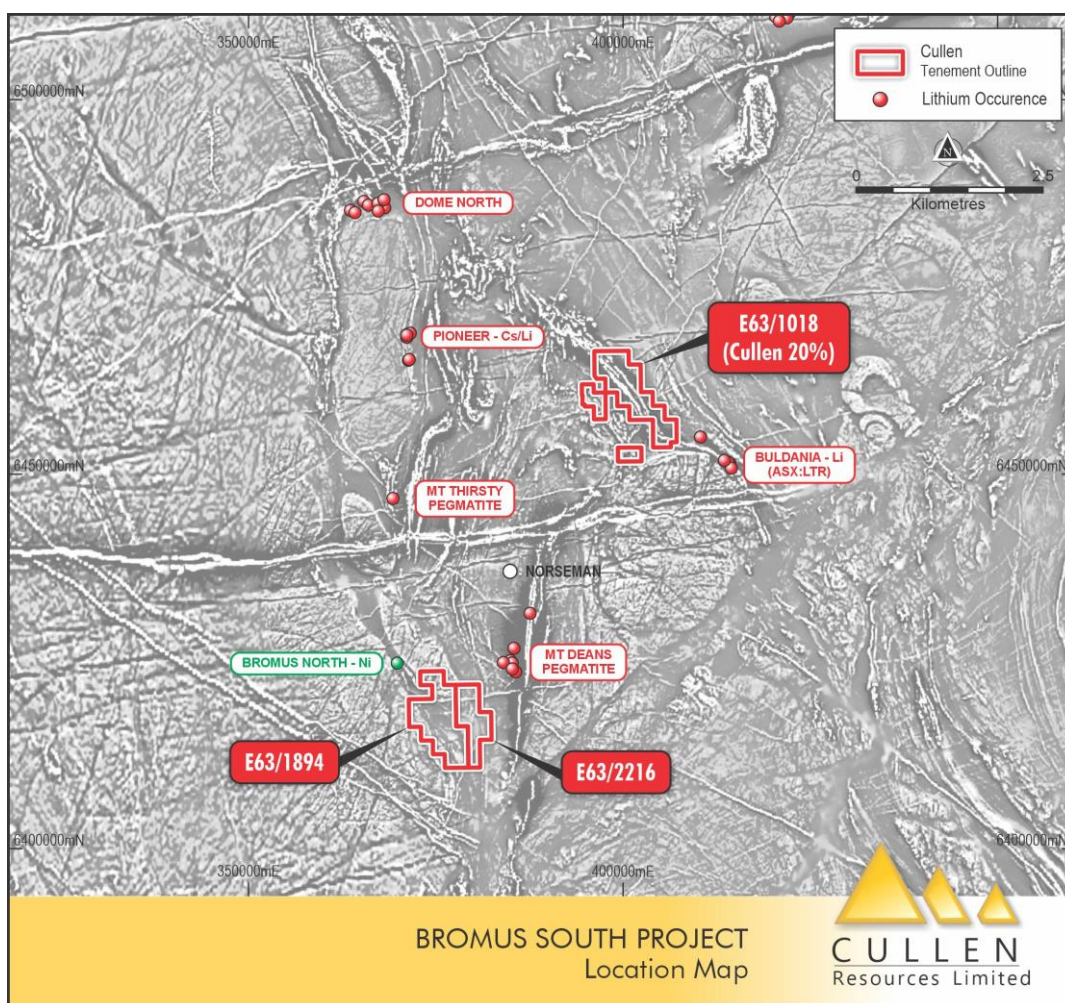 350000mE
400000mE
Cullen
Tenement Outline
Lithium Occurence
6500000mN
N
0
2.5
Kilometres
DOME NORTH
E63/1018
(Cullen 20%)
PIONEER - Cs/Li
6450000mN
6450000mN
BULDANIA - Li
(ASX:LTR)
MT THIRSTY
PEGMATITE
NORSEMAN
BROMUS NORTH - Ni
MT DEANS
PEGMATITE
E63/1894
E63/2216
6400000mN
6400000mN
350000mE
400000mE
BROMUS SOUTH PROJECT
Location Map
CULLEN
Resources Limited